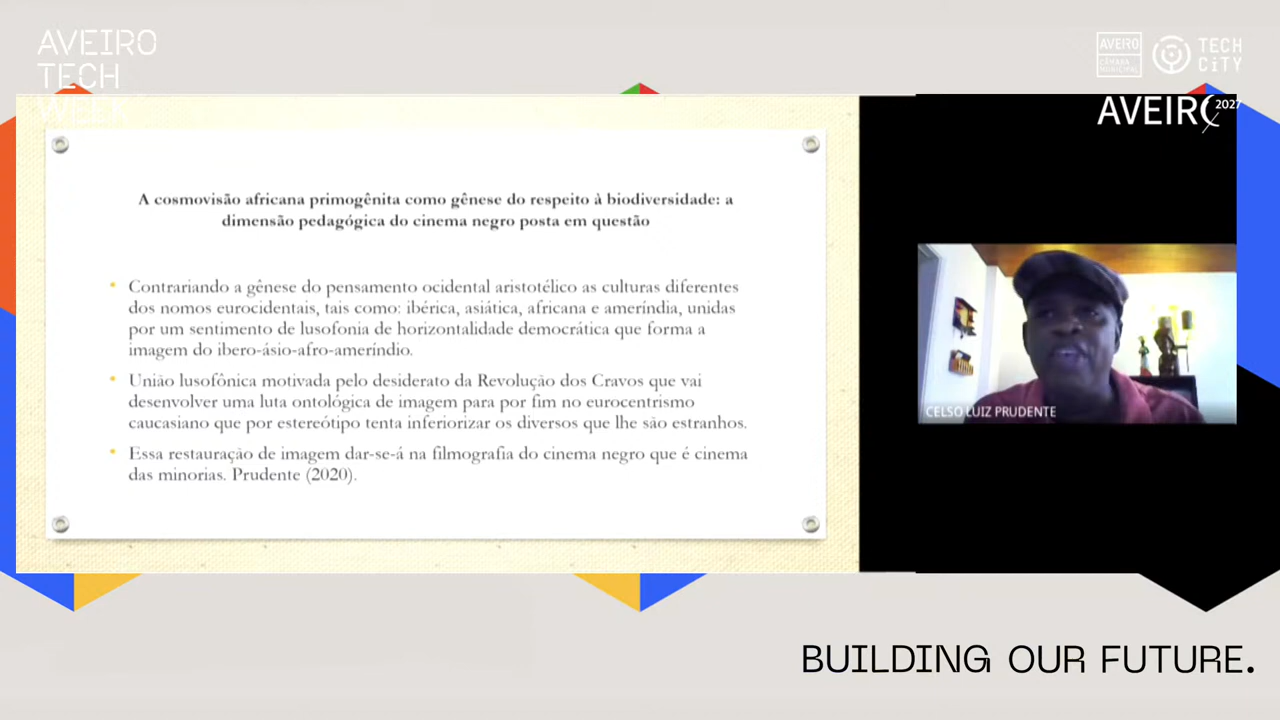 AVEIRO
TECH
WEEK
AVEIRO
CÂMARA
MUNICIPAL
TECH
CiTY
AVEIRO
2027
A cosmovisão africana primogênita como gênese do respeito à biodiversidade: a
dimensão pedagógica do cinema negro posta em questão
• Contrariando a gênese do pensamento ocidental aristotélico as culturas diferentes
dos nomos eurocidentais, tais como: ibérica, asiática, africana e ameríndia, unidas
por um sentimento de lusofonia de horizontalidade democrática que forma a
imagem do ibero-ásio-afro-ameríndio.
• União lusofônica motivada pelo desiderato da Revolução dos Cravos que vai
desenvolver uma luta ontológica de imagem para por fim no eurocentrismo
caucasiano que por estereótipo tenta inferiorizar os diversos que lhe são estranhos.
• Essa restauração de imagem dar-se-á na filmografia do cinema negro que é cinema
das minorias. Prudente (2020).
CELSO LUIZ PRUDENTE
BUILDING OUR FUTURE.